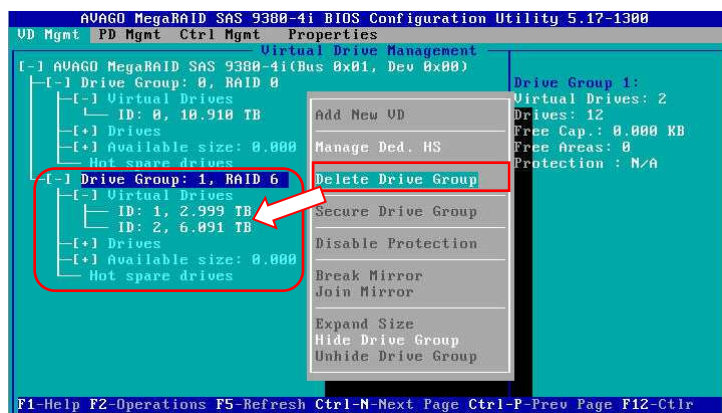 AVAGO MegaRAID SAS 9380-4i BIOS Configuration Utility 5.17-1300
VD Mgmt PD Mgmt Ctrl Mgmt Properties
Virtual Drive Management
[-] AVAGO MegaRAID SAS 9380-4i(Bus 0x01, Dev 0x00)
[-] Drive Group: 0, RAID 0
[-] Virtual Drives
ID: 0, 10.910 TB
[+] Drives
[+] Available size: 0.000
Hot spare drives
[-] Drive Group: 1, RAID 6
[-] Virtual Drives
ID: 1, 2.999 TB
ID: 2, 6.091 TB
[+] Drives
[+] Available size: 0.000
Hot spare drives
Add New VD
Manage Ded. HS
Delete Drive Group
Secure Drive Group
Disable Protection
Break Mirror
Join Mirror
Expand Size
Hide Drive Group
Unhide Drive Group
Drive Group 1:
Virtual Drives: 2
Drives: 12
Free Cap.: 0.000 KB
Free Areas: 0
Protection : N/A
F1-Help F2-Operations F5-Refresh Ctrl-N-Next Page Ctrl-P-Prev Page F12-Ctlr